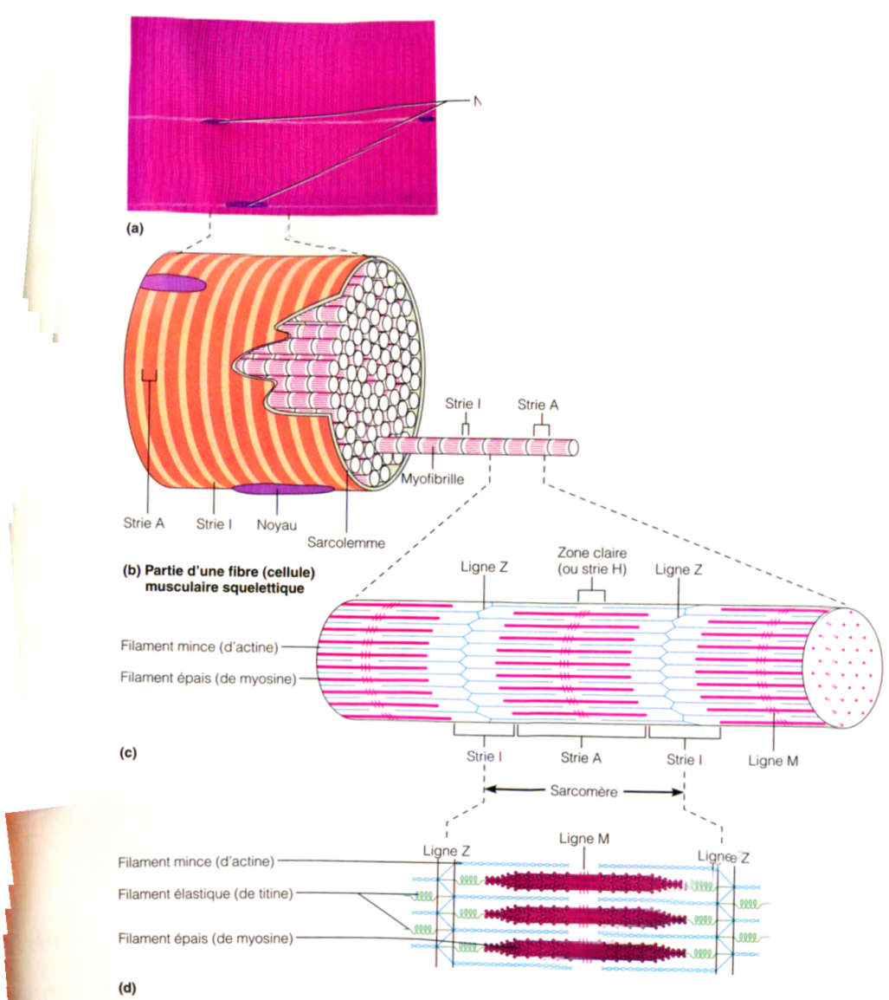 N
(a)
Strie I
Strie A
Myofibrille
Strie A
Strie I
Noyau
Sarcolemme
(b) Partie d'une fibre (cellule)
musculaire squelettique
Zone claire
(ou strie H)
Ligne Z
Ligne Z
Filament mince (d'actine)
Filament épais (de myosine)
(c)
Strie I
Strie A
Strie I
Ligne M
Sarcomère
Ligne M
Ligne Z
Ligne Z
Filament mince (d'actine)
Filament élastique (de titine)
Filament épais (de myosine)
(d)